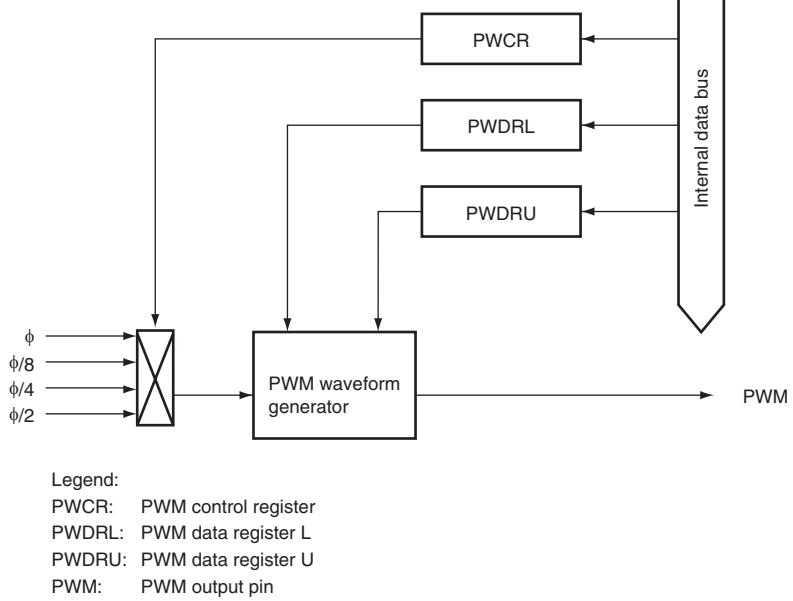 PWCR
PWDRL
PWDRU
Internal data bus
ϕ
ϕ/8
ϕ/4
ϕ/2
PWM waveform
generator
PWM
Legend:
PWCR: PWM control register
PWDRL: PWM data register L
PWDRU: PWM data register U
PWM: PWM output pin